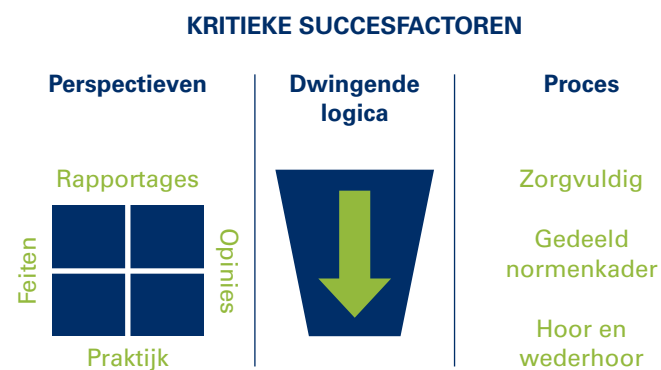 KRITIEKE SUCCESFACTOREN
Perspectieven
Rapportages
Feiten
Opinies
Praktijk
Dwingende
logica
Proces
Zorgvuldig
Gedeeld
normenkader
Hoor en
wederhoor